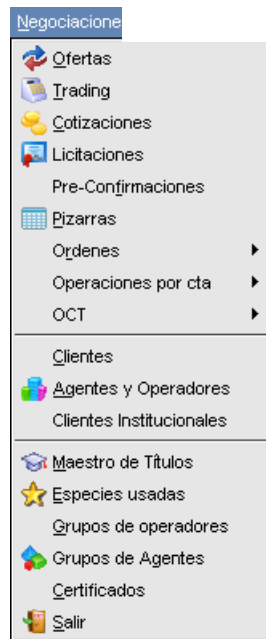 Negociacione
Ofertas
Trading
Cotizaciones
Licitaciones
Pre-Confirmaciones
Pizarras
Ordenes
Operaciones por cta
OCT
Clientes
Agentes y Operadores
Clientes Institucionales
Maestro de Títulos
Especies usadas
Grupos de operadores
Grupos de Agentes
Certificados
Salir